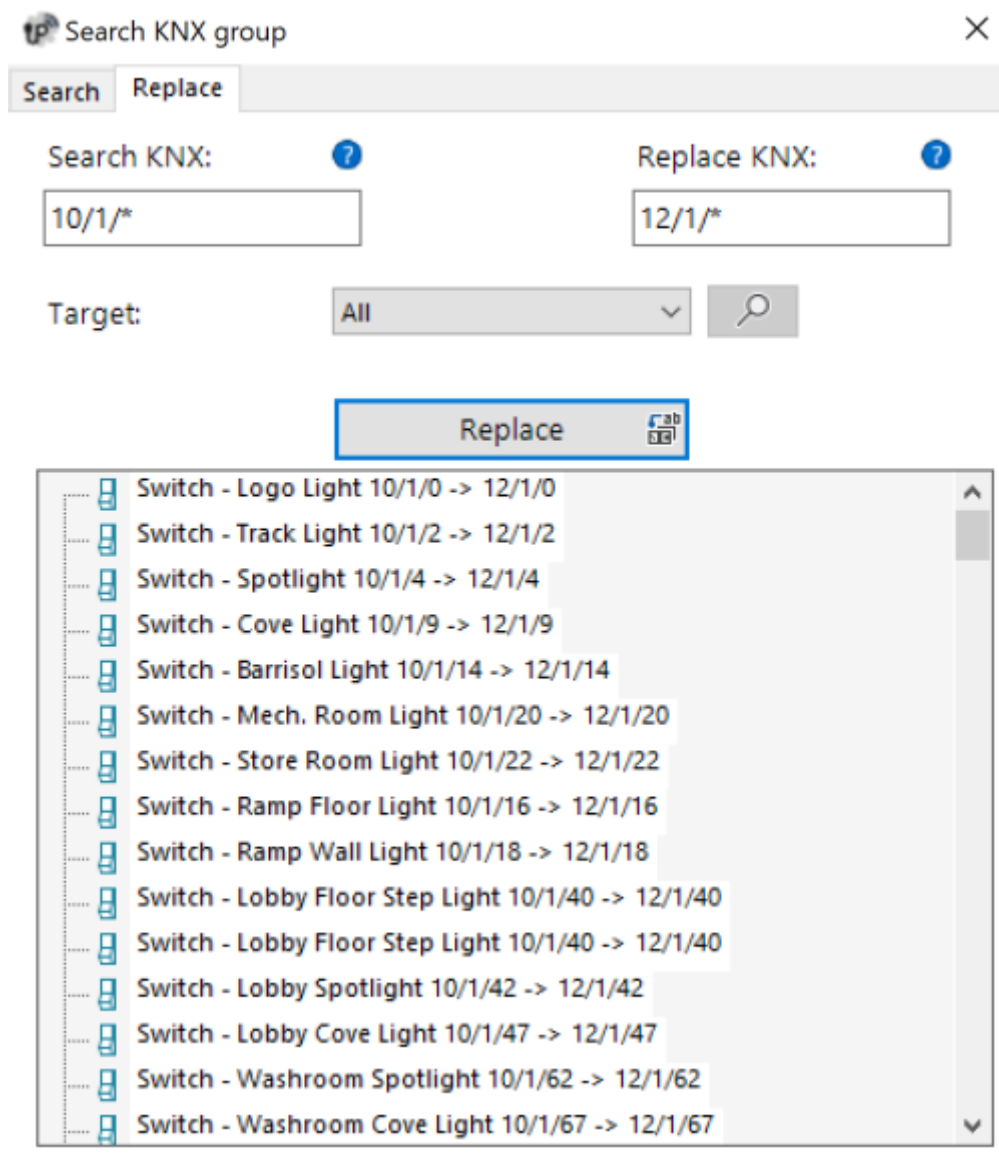 Search KNX group
Search Replace
Search KNX: ? Replace KNX: ?
10/1/* 12/1/*
Target: All
Replace
Switch - Logo Light 10/1/0 -> 12/1/0
Switch - Track Light 10/1/2 -> 12/1/2
Switch - Spotlight 10/1/4 -> 12/1/4
Switch - Cove Light 10/1/9 -> 12/1/9
Switch - Barrisol Light 10/1/14 -> 12/1/14
Switch - Mech. Room Light 10/1/20 -> 12/1/20
Switch - Store Room Light 10/1/22 -> 12/1/22
Switch - Ramp Floor Light 10/1/16 -> 12/1/16
Switch - Ramp Wall Light 10/1/18 -> 12/1/18
Switch - Lobby Floor Step Light 10/1/40 -> 12/1/40
Switch - Lobby Floor Step Light 10/1/40 -> 12/1/40
Switch - Lobby Spotlight 10/1/42 -> 12/1/42
Switch - Lobby Cove Light 10/1/47 -> 12/1/47
Switch - Washroom Spotlight 10/1/62 -> 12/1/62
Switch - Washroom Cove Light 10/1/67 -> 12/1/67